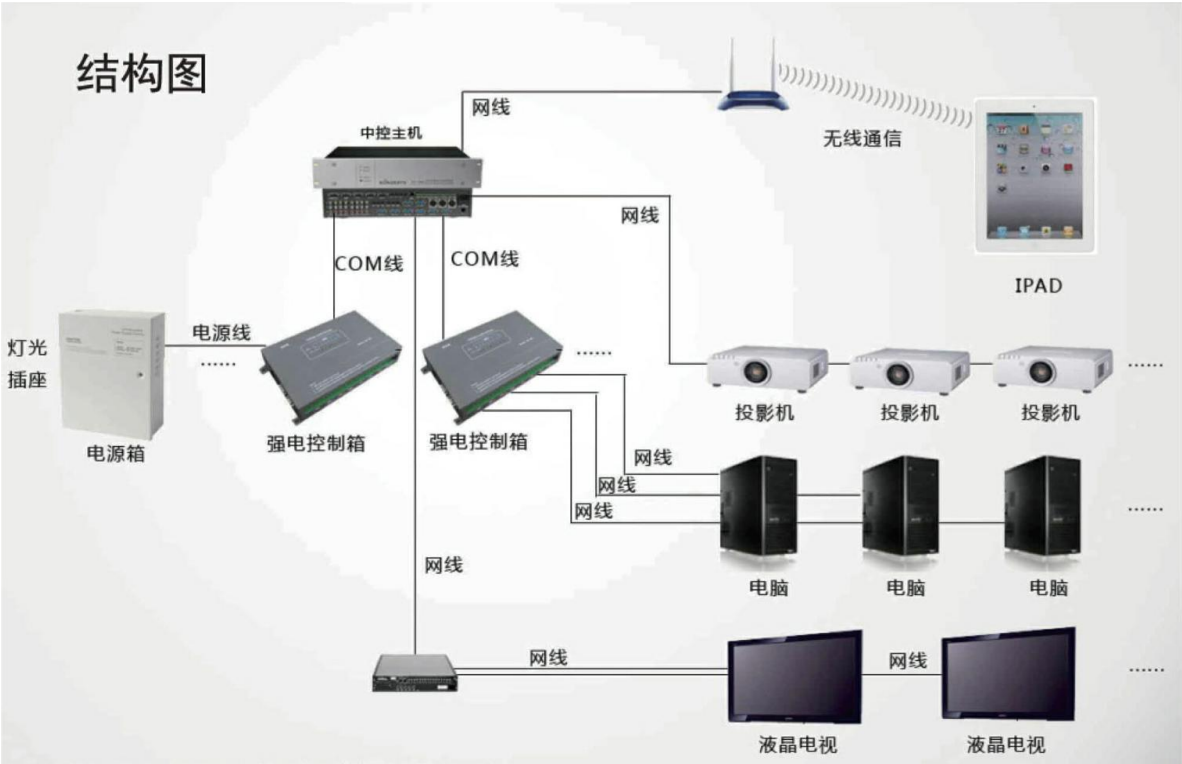 结构图
网线
中控主机
无线通信
网线
COM线
COM线
IPAD
灯光
插座
电源线
......
......
......
电源箱
强电控制箱
强电控制箱
投影机
投影机
投影机
网线
网线
网线
......
网线
电脑
电脑
电脑
网线
网线
......
液晶电视
液晶电视